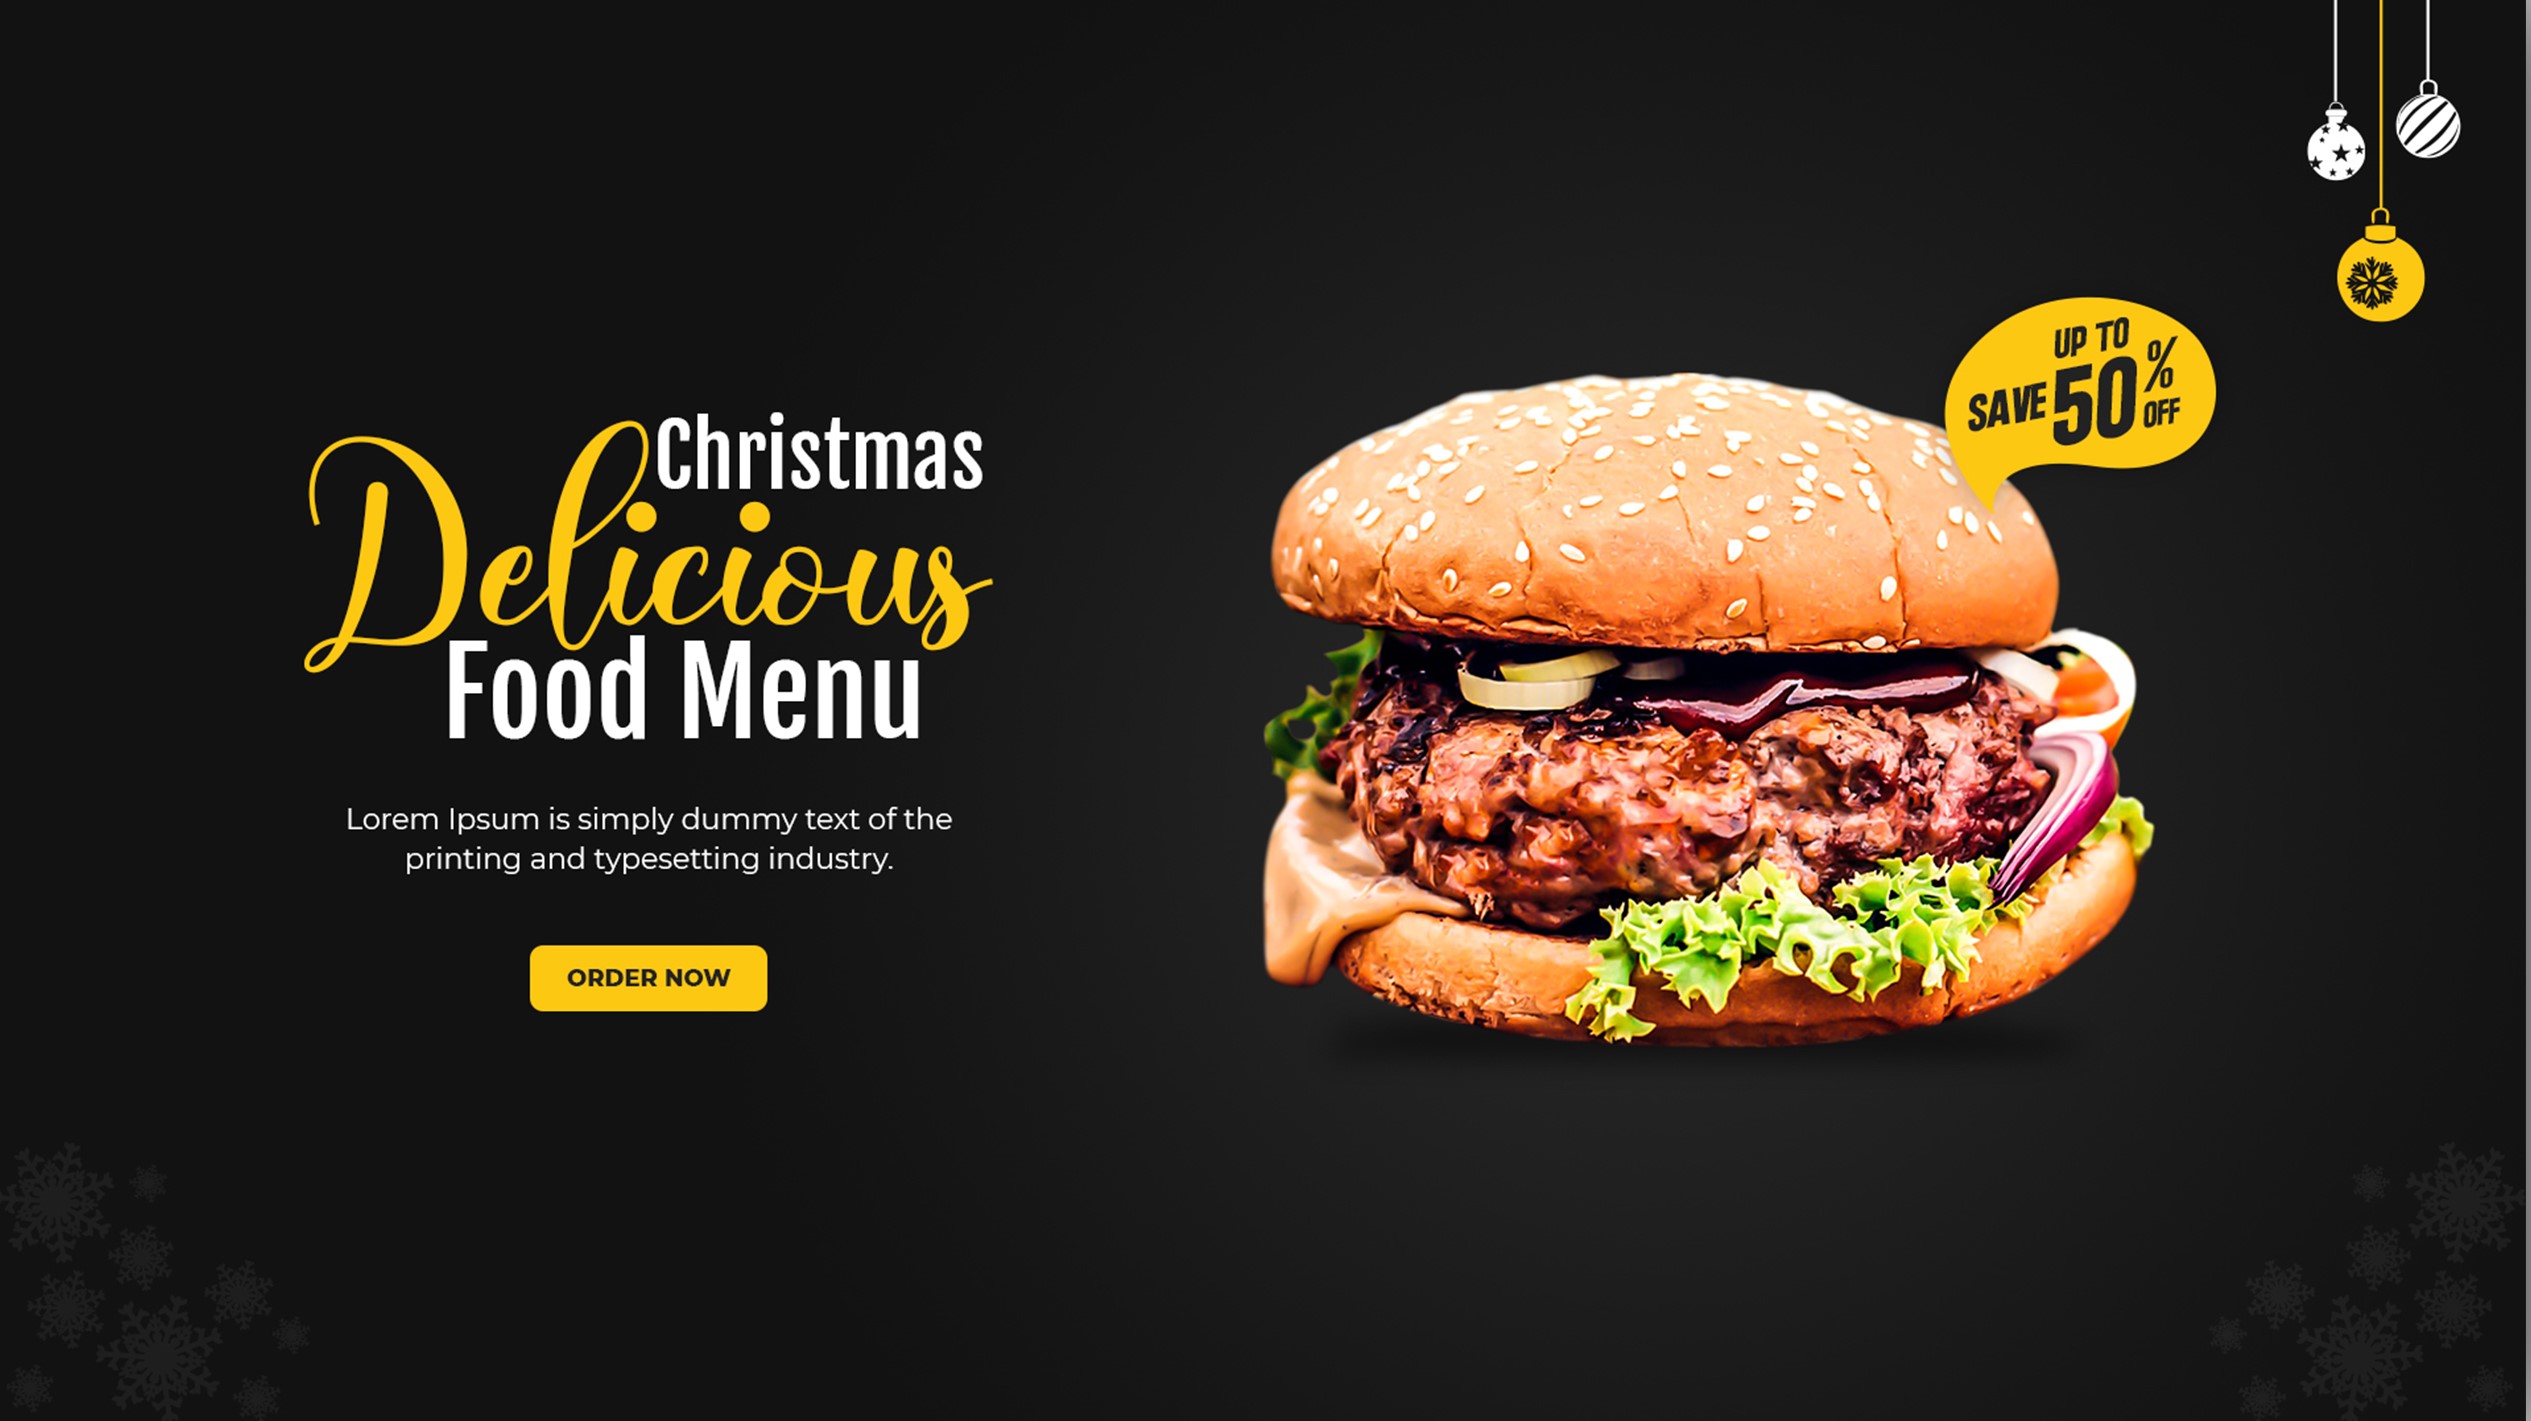 Christmas
Delicious
Food Menu
Lorem Ipsum is simply dummy text of the
printing and typesetting industry.
ORDER NOW
UP TO
SAVE 50% OFF